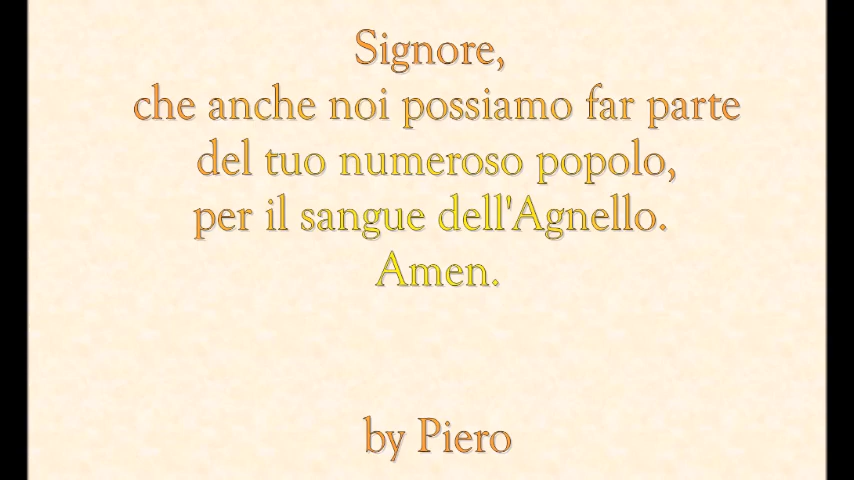 Signore,
che anche noi possiamo far parte
del tuo numeroso popolo,
per il sangue dell'Agnello.
Amen.
by Piero